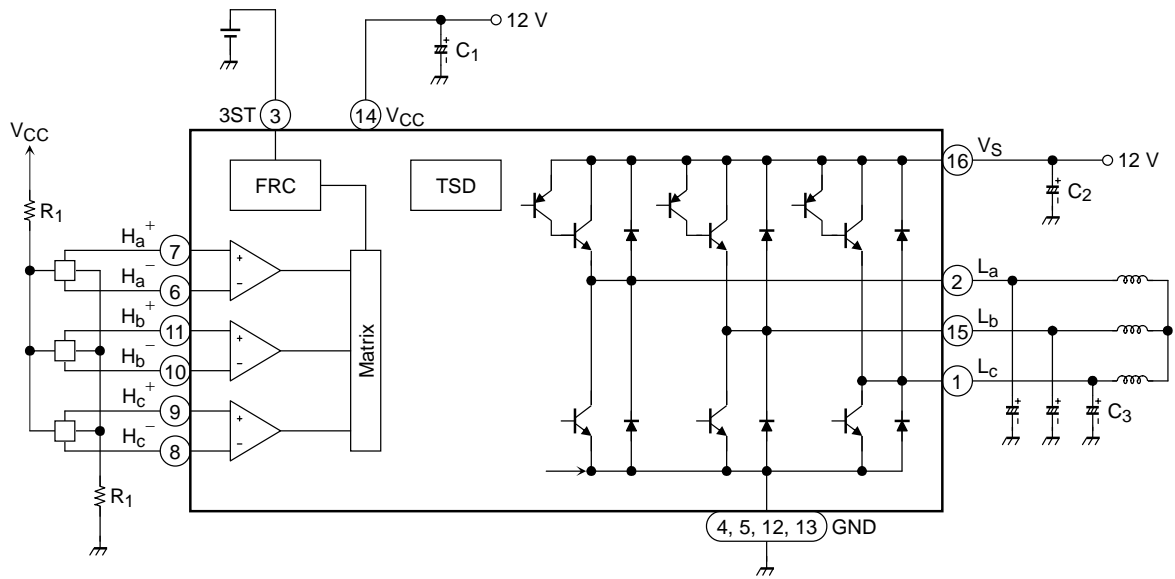 12 V
C1
3ST 3
14 VCC
VCC
R1
FRC
TSD
16 VS
12 V
C2
Ha+
7
+
Ha−
6
−
Hb+
11
+
Hb−
10
−
Hc+
9
+
Hc−
8
−
Matrix
2 La
15 Lb
1 Lc
C3
R1
4, 5, 12, 13 GND